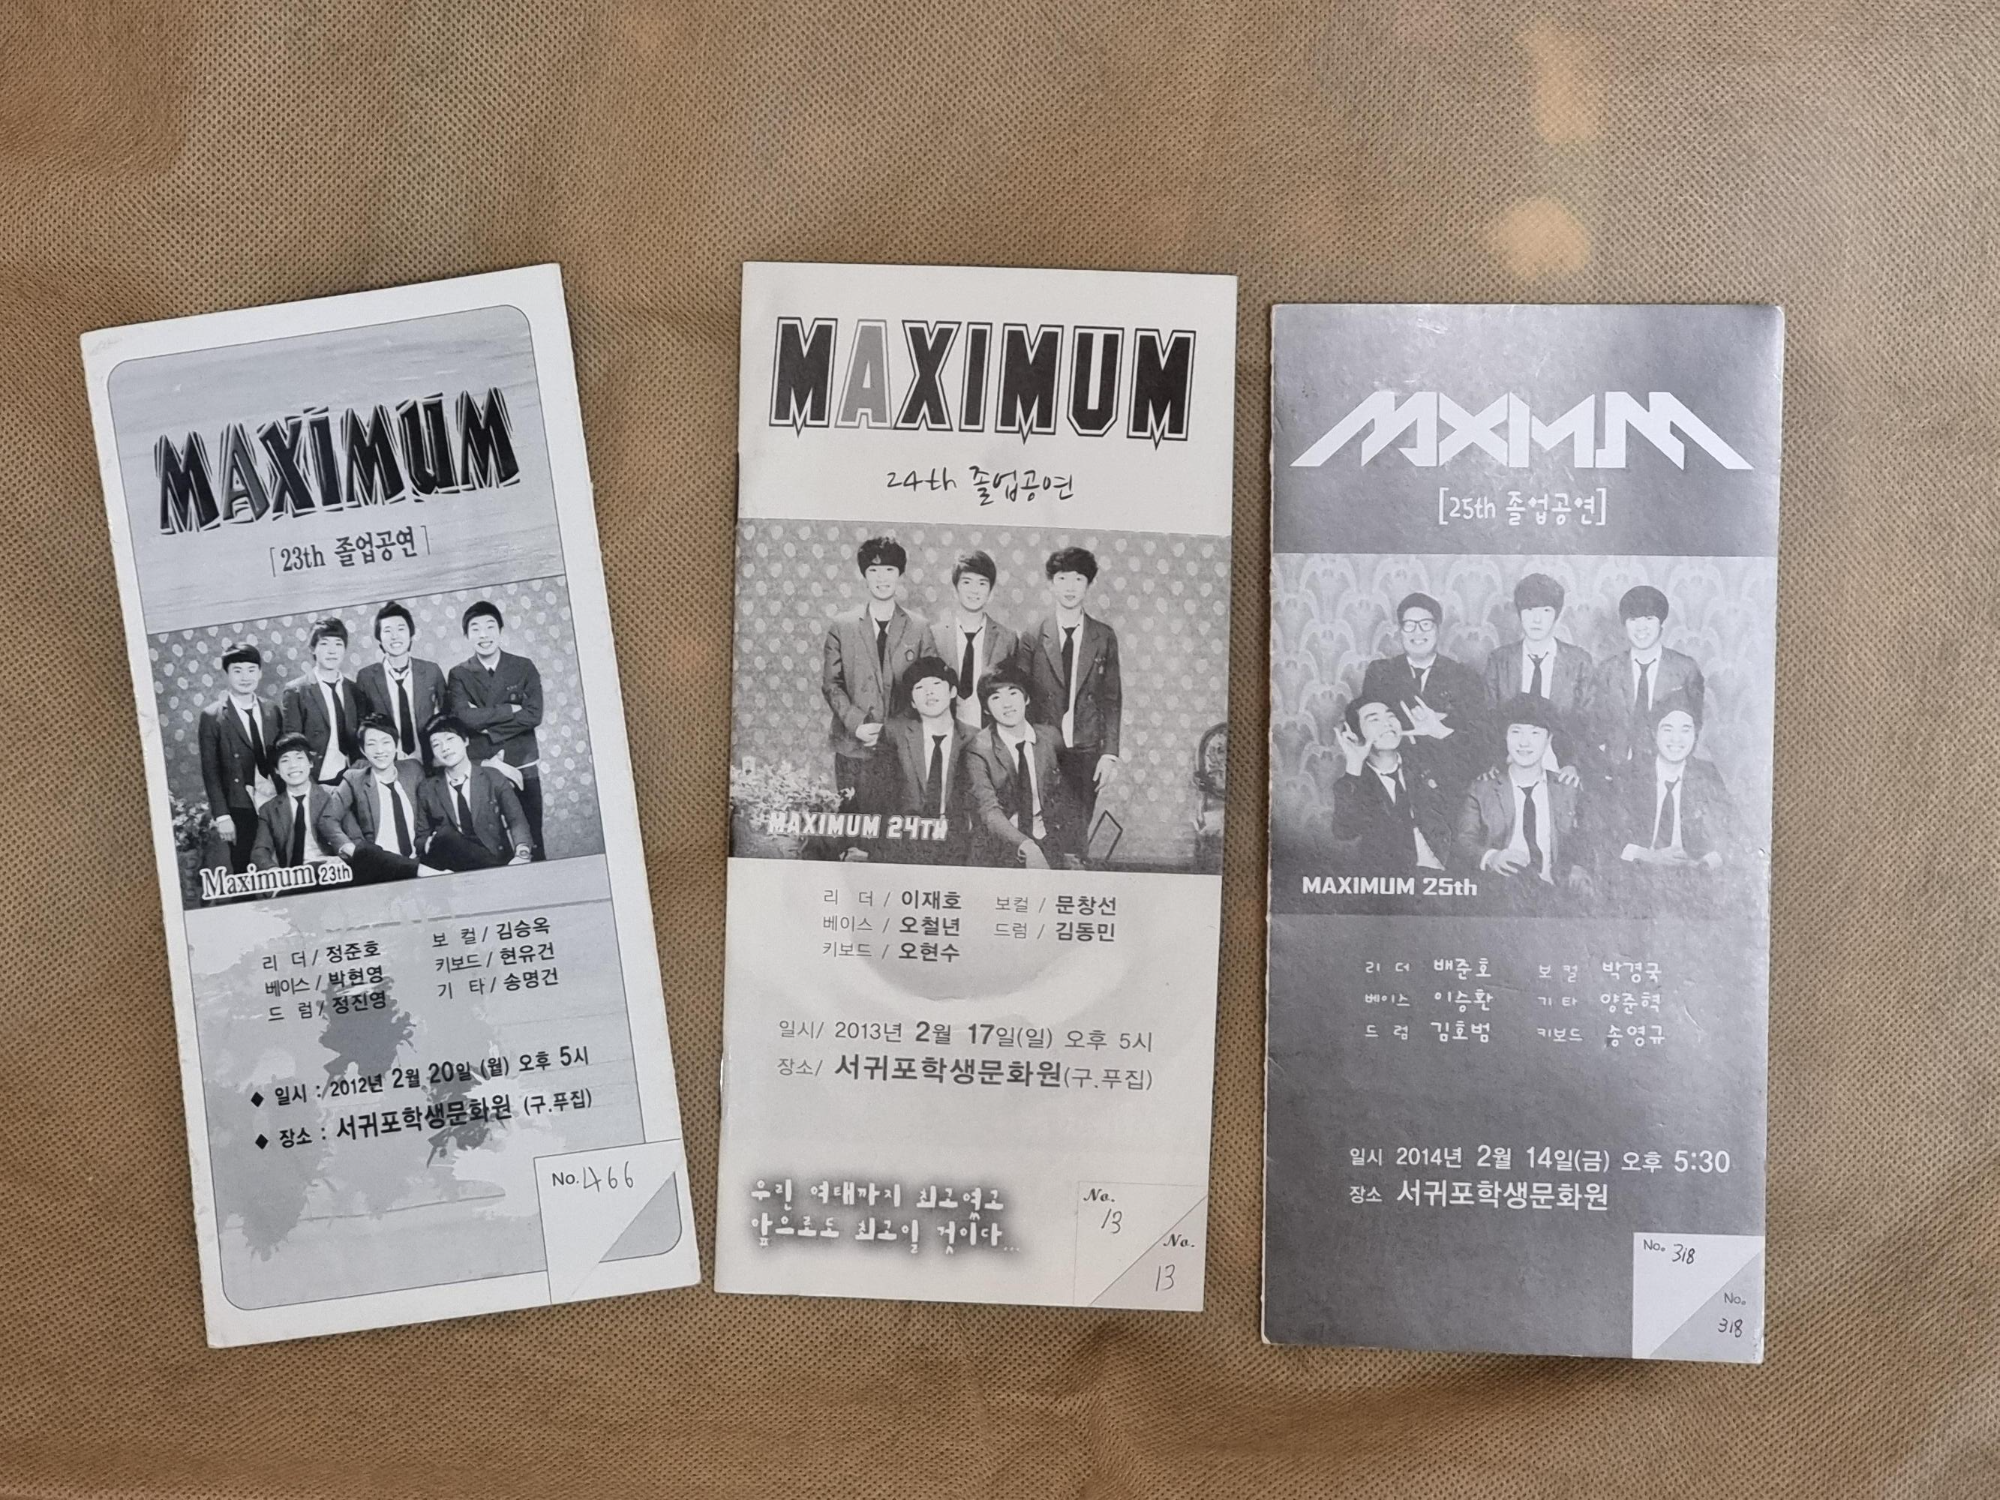 MAXIMUM
[23th 졸업공연]
Maximum 23th
리 더 / 정준호 보 컬 / 김승옥
베이스 / 박현영 키보드 / 현유건
드 럼 / 정진영 기 타 / 송명건
◆ 일시 : 2012년 2월 20일 (월) 오후 5시
◆ 장소 : 서귀포학생문화원 (구.푸집)
No. 466
MAXIMUM
24th 졸업공연
MAXIMUM 24TH
리 더 / 이재호 보컬 / 문창선
베이스 / 오철년 드럼 / 김동민
키보드 / 오현수
일시/ 2013년 2월 17일(일) 오후 5시
장소/ 서귀포학생문화원(구.푸집)
우린 여태까지 최고였고
앞으로도 최고일 것이다...
No.
13
No.
13
MXMM
[25th 졸업공연]
MAXIMUM 25th
리 더 배준호 보 컬 박경국
베이스 이승환 기 타 양준혁
드 럼 김호범 키보드 송영규
일시 2014년 2월 14일(금) 오후 5:30
장소 서귀포학생문화원
No. 318
No.
318